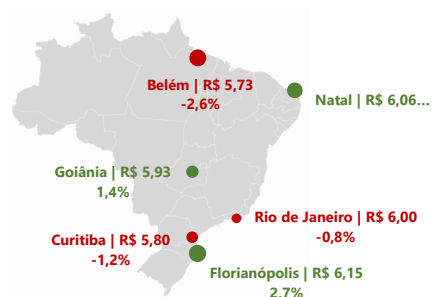 Belém | R$ 5,73
-2,6%
Natal | R$ 6,06...
Goiânia | R$ 5,93
1,4%
Rio de Janeiro | R$ 6,00
-0,8%
Curitiba | R$ 5,80
-1,2%
Florianópolis | R$ 6,15
2,7%